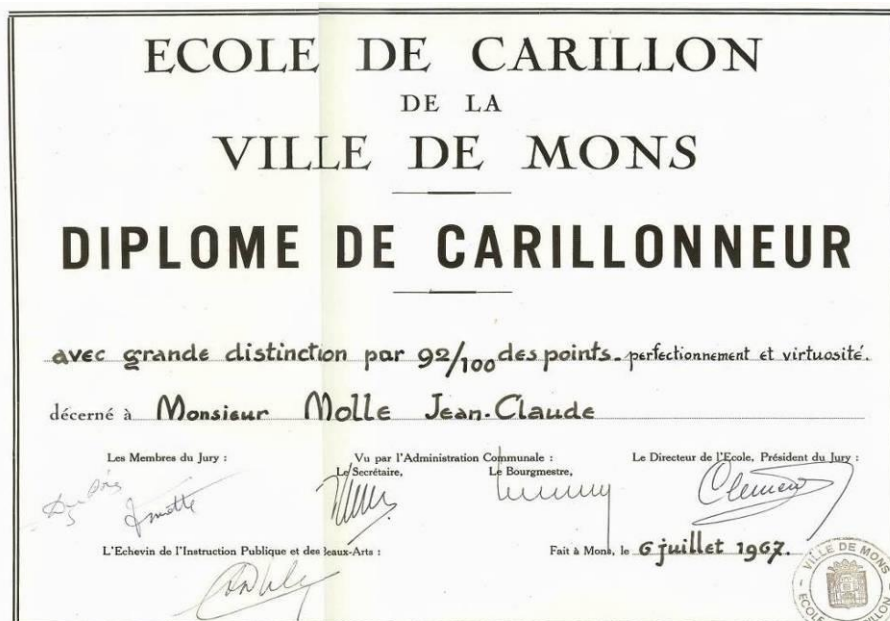 ECOLE DE CARILLON
DE LA
VILLE DE MONS
DIPLOME DE CARILLONNEUR
avec grande distinction par 92/100 des points. perfectionnement et virtuosité.
décerné à Monsieur Molle Jean-Claude
Les Membres du Jury : Vu par l'Administration Communale : Le Directeur de l'Ecole, Président du Jury :
Le Secrétaire, Le Bourgmestre,
Clement
L'Echevin de l'Instruction Publique et des Beaux-Arts : Fait à Mons, le 6 juillet 1967.
VILLE DE MONS